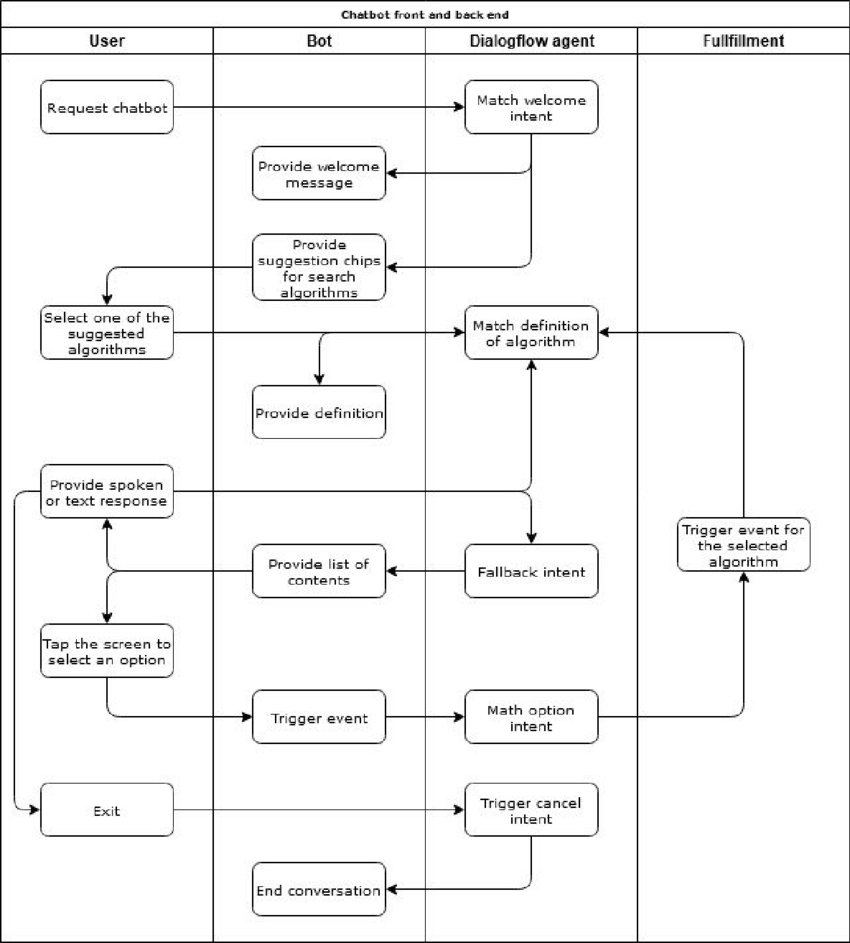 Chatbot front and back end
User
Bot
Dialogflow agent
Fullfillment
Request chatbot
Match welcome
intent
Provide welcome
message
Provide
suggestion chips
for search
algorithms
Select one of the
suggested
algorithms
Match definition
of algorithm
Provide definition
Provide spoken
or text response
Provide list of
contents
Fallback intent
Trigger event for
the selected
algorithm
Tap the screen to
select an option
Trigger event
Math option
intent
Exit
Trigger cancel
intent
End conversation